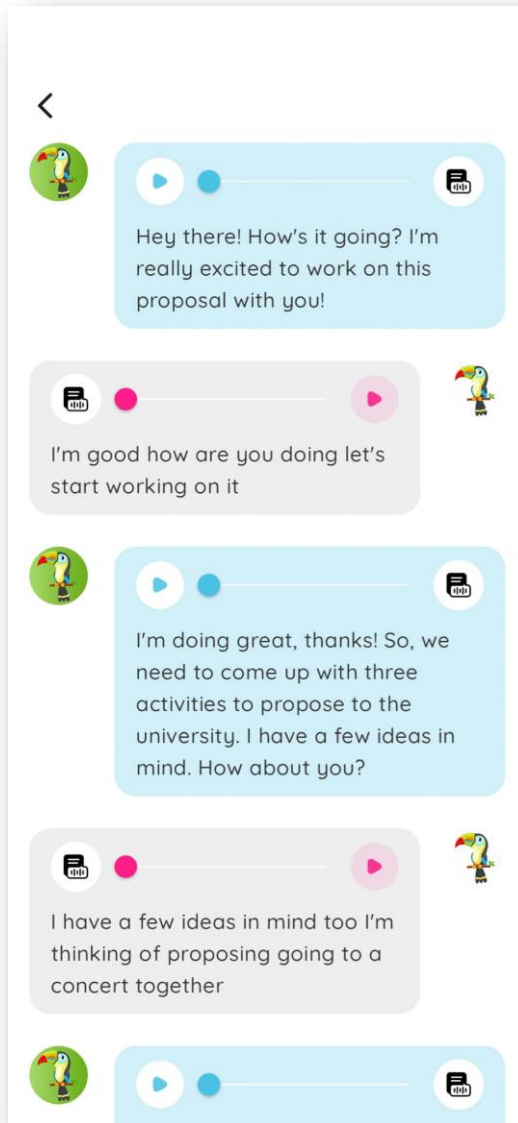 Hey there! How's it going? I'm
really excited to work on this
proposal with you!
I'm good how are you doing let's
start working on it
I'm doing great, thanks! So, we
need to come up with three
activities to propose to the
university. I have a few ideas in
mind. How about you?
I have a few ideas in mind too I'm
thinking of proposing going to a
concert together